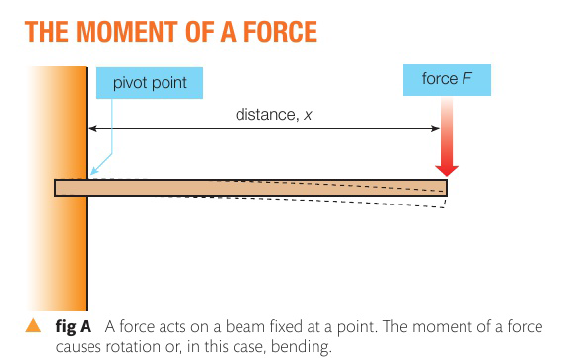 THE MOMENT OF A FORCE
pivot point
force F
distance, x
fig A A force acts on a beam fixed at a point. The moment of a force
causes rotation or, in this case, bending.